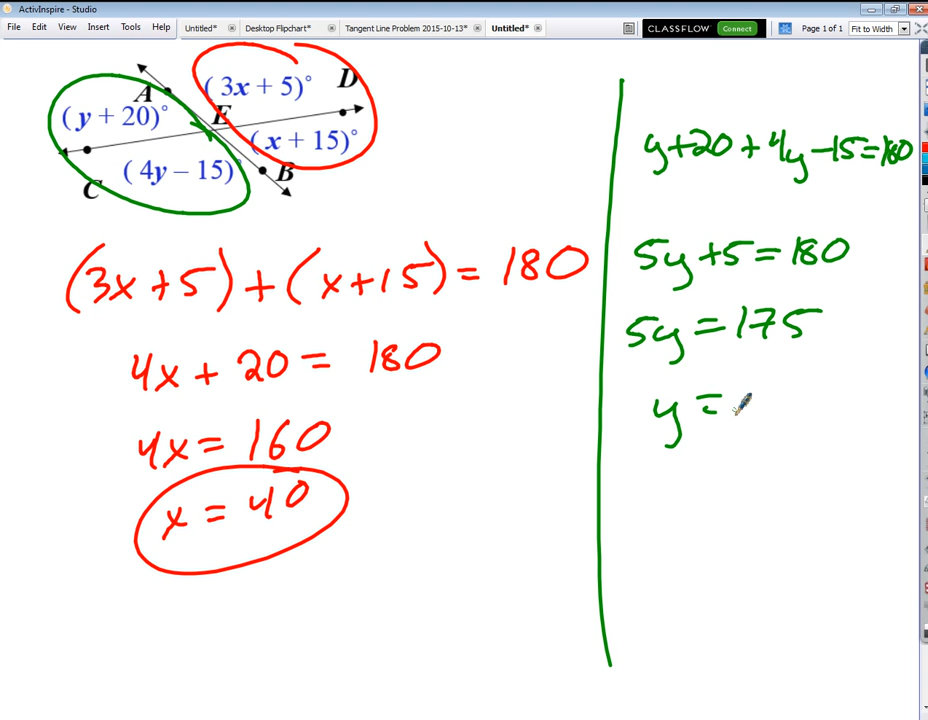 ActivInspire - Studio
File Edit View Insert Tools Help
Untitled* Desktop Flipchart* Tangent Line Problem 2015-10-13* Untitled*
CLASSFLOW Connect
Page 1 of 1
Fit to Width
A
(3x + 5)°
D
(y + 20)°
E
(x + 15)°
(4y – 15)°
B
C
(3x + 5) + (x + 15) = 180
4x + 20 = 180
4x = 160
x = 40
y + 20 + 4y - 15 = 180
5y + 5 = 180
5y = 175
y =